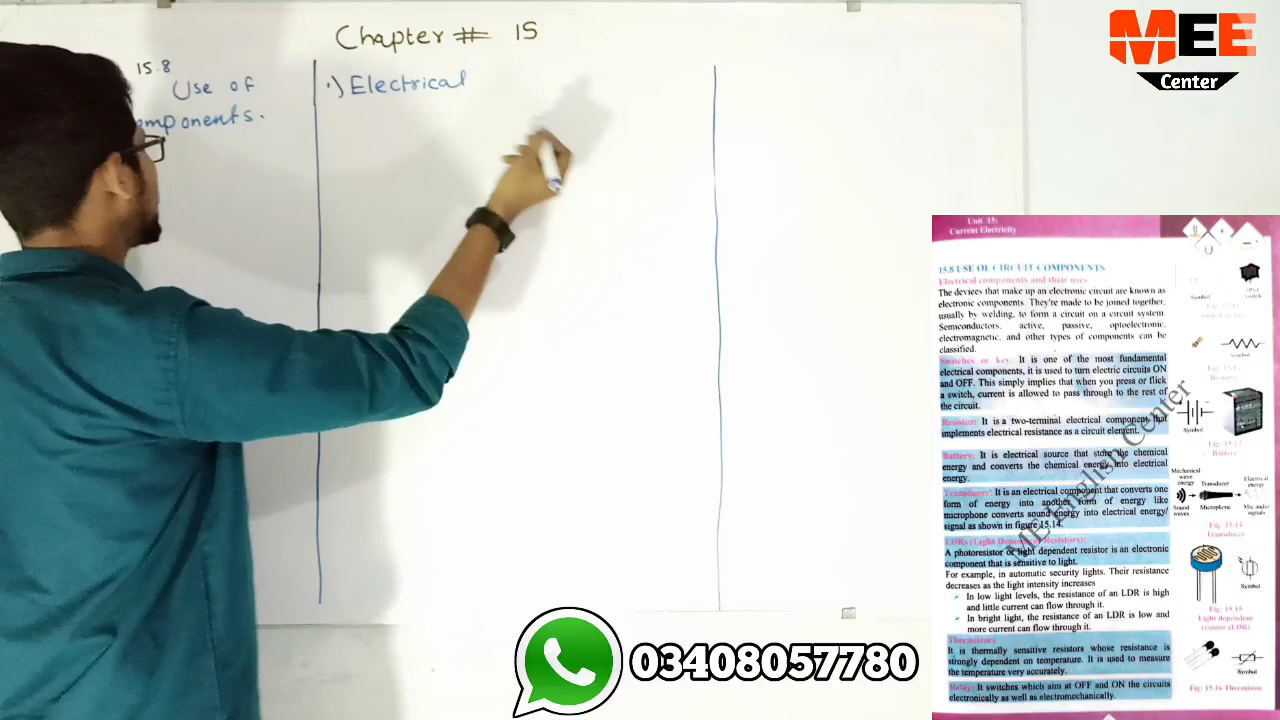 Chapter # 15
15.8
Use of
omponents.
·) Electrical
MEE
Center
03408057780
Unit 15:
Current Electricity
15.8 USE OF CIRCUIT COMPONENTS
Electrical components and their uses
The devices that make up an electronic circuit are known as
electronic components. They're made to be joined together,
usually by welding, to form a circuit on a circuit system.
Semiconductors, active, passive, optoelectronic,
electromagnetic, and other types of components can be
classified.
Switches or key: It is one of the most fundamental
electrical components, it is used to turn electric circuits ON
and OFF. This simply implies that when you press or flick
a switch, current is allowed to pass through to the rest of
the circuit.
Resistor: It is a two-terminal electrical component that
implements electrical resistance as a circuit element.
Battery: It is electrical source that store the chemical
energy and converts the chemical energy into electrical
energy.
Transducer: It is an electrical component that converts one
form of energy into another form of energy like
microphone converts sound energy into electrical energy/
signal as shown in figure 15.14.
LDRs (Light Dependent Resistors):
A photoresistor or light dependent resistor is an electronic
component that is sensitive to light.
For example, in automatic security lights. Their resistance
decreases as the light intensity increases
➢ In low light levels, the resistance of an LDR is high
and little current can flow through it.
➢ In bright light, the resistance of an LDR is low and
more current can flow through it.
Thermistor:
It is thermally sensitive resistors whose resistance is
strongly dependent on temperature. It is used to measure
the temperature very accurately.
Relay: It switches which aim at OFF and ON the circuits
electronically as well as electromechanically.
ME English Center
Symbol
switch
Symbol
Symbol
Battery
Mechanical
wave
energy
Transducer
Electrical
energy
Sound
waves
Microphone
Mic audio
signals
Fig: 15.14
Transducer
Symbol
Fig: 15.15
Light dependent
resistor (LDR)
Symbol
Fig: 15.16 Thermistor